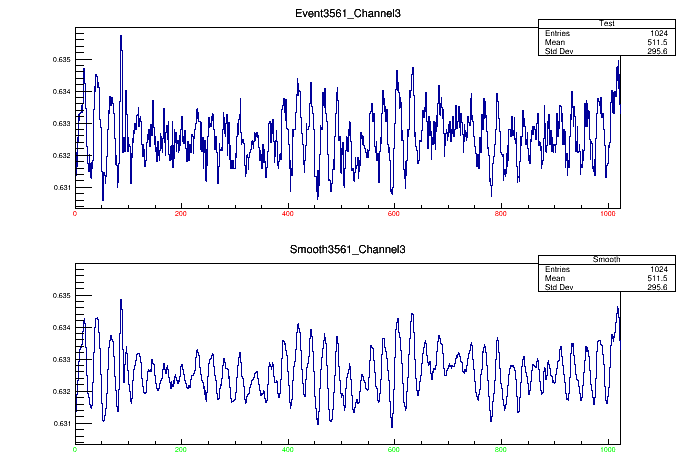 Event3561_Channel3
Test
Entries 1024
Mean 511.5
Std Dev 295.6
0.635
0.634
0.633
0.632
0.631
0 200 400 600 800 1000
Smooth3561_Channel3
Smooth
Entries 1024
Mean 511.5
Std Dev 295.6
0.635
0.634
0.633
0.632
0.631
0 200 400 600 800 1000